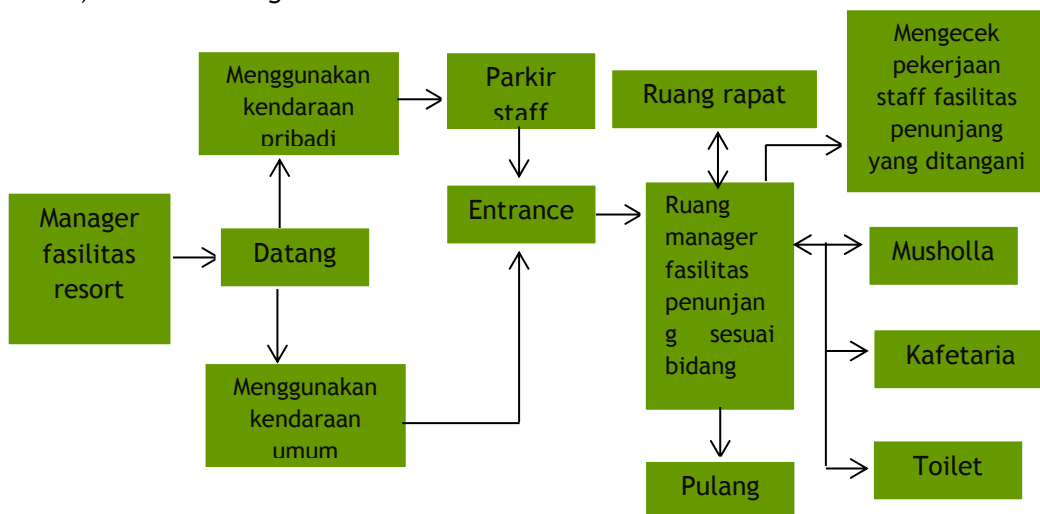 Menggunakan
kendaraan
pribadi
Parkir
staff
Ruang rapat
Mengecek
pekerjaan
staff fasilitas
penunjang
yang ditangani
Manager
fasilitas
resort
Datang
Entrance
Ruang
manager
fasilitas
penunjan
g sesuai
bidang
Musholla
Kafetaria
Menggunakan
kendaraan
umum
Toilet
Pulang